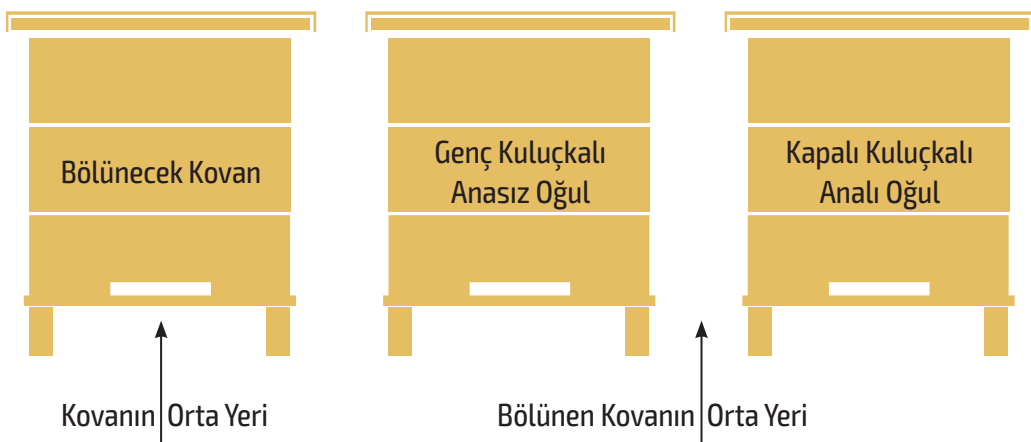 Bölünecek Kovan
Genç Kuluçkalı
Anasız Oğul
Kapalı Kuluçkalı
Analı Oğul
Kovanın Orta Yeri
Bölünen Kovanın Orta Yeri